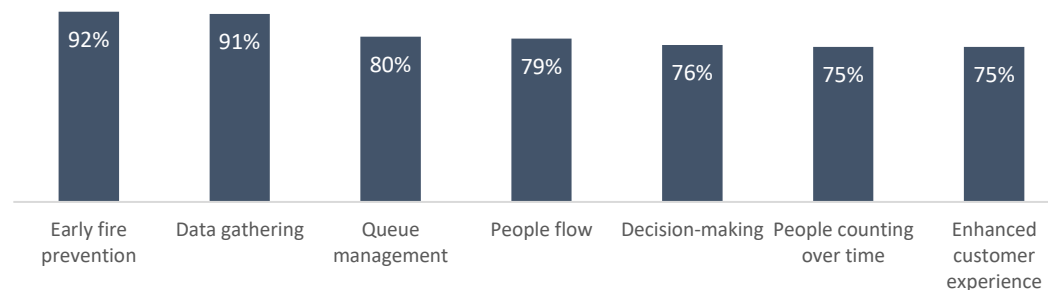 92%
91%
80%
79%
76%
75%
75%
Early fire
prevention
Data gathering
Queue
management
People flow
Decision-making
People counting
over time
Enhanced
customer
experience